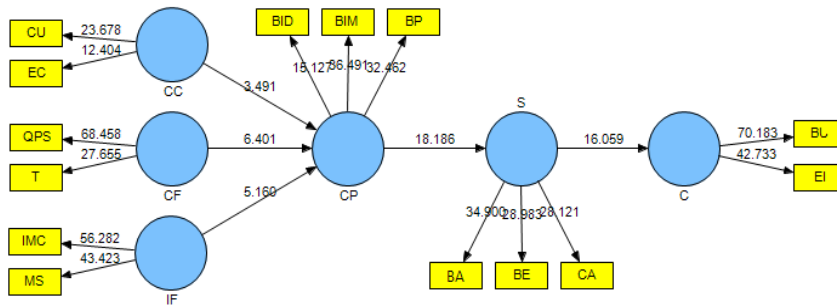 CU
23.678
12.404
EC
CC
BID
BIM
BP
15.127
86.491
32.462
3.491
QPS
68.458
27.655
T
CF
6.401
CP
18.186
S
16.059
C
70.183
42.733
EI
5.160
IMC
56.282
43.423
MS
IF
34.900
28.983
28.121
BA
BE
CA